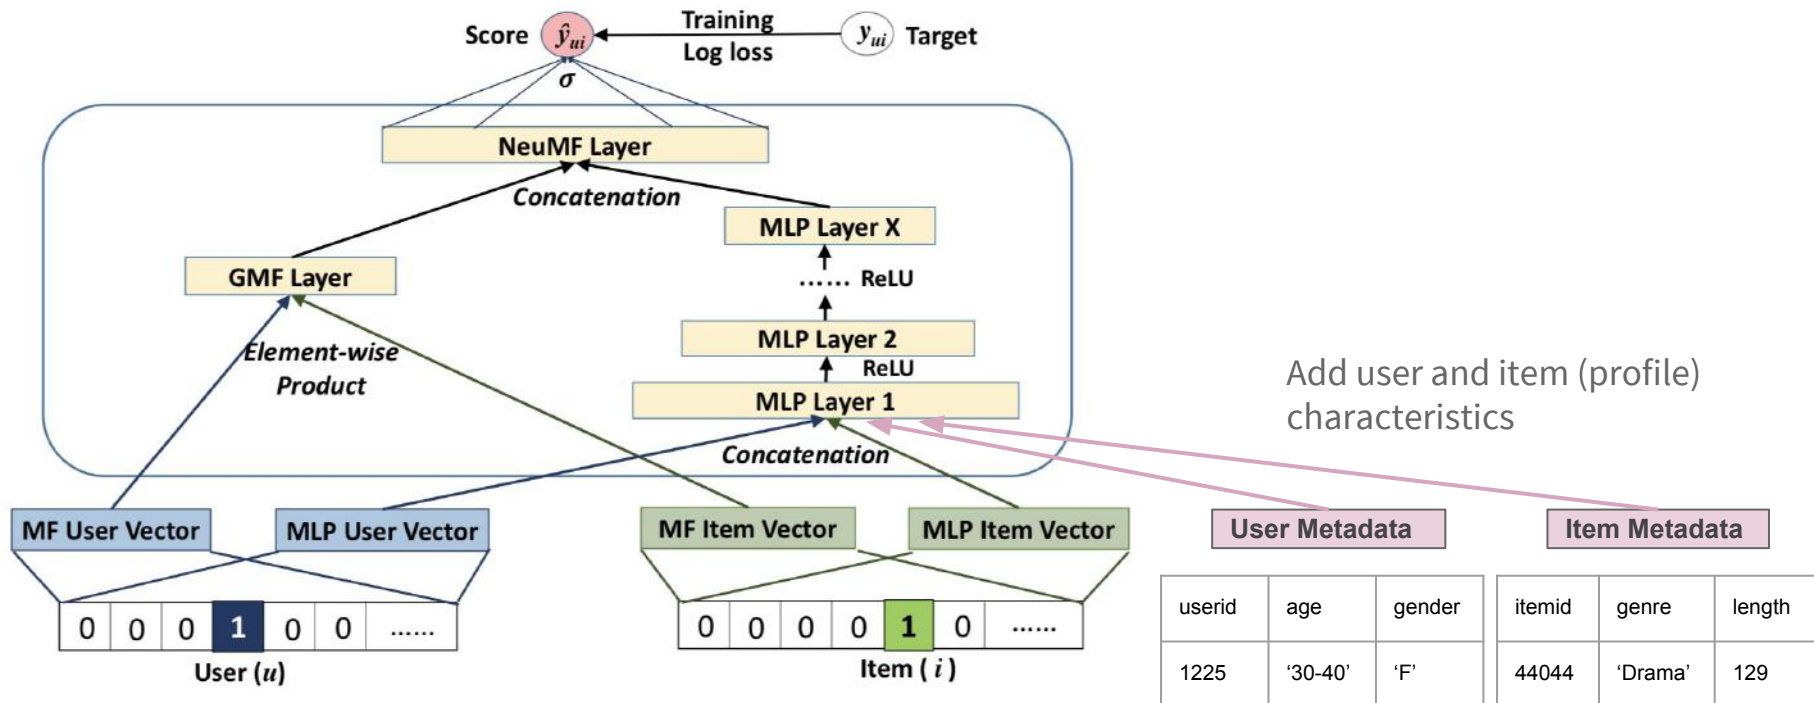 Score
ŷui
Training
Log loss
yui
Target
σ
NeuMF Layer
Concatenation
MLP Layer X
GMF Layer
...... ReLU
MLP Layer 2
Element-wise
Product
ReLU
MLP Layer 1
Concatenation
Add user and item (profile)
characteristics
MF User Vector
MLP User Vector
MF Item Vector
MLP Item Vector
User Metadata
Item Metadata
0 0 0 1 0 0 ......
User (u)
0 0 0 0 1 0 ......
Item ( i )
userid age gender
1225 ‘30-40’ ‘F’
itemid genre length
44044 ‘Drama’ 129